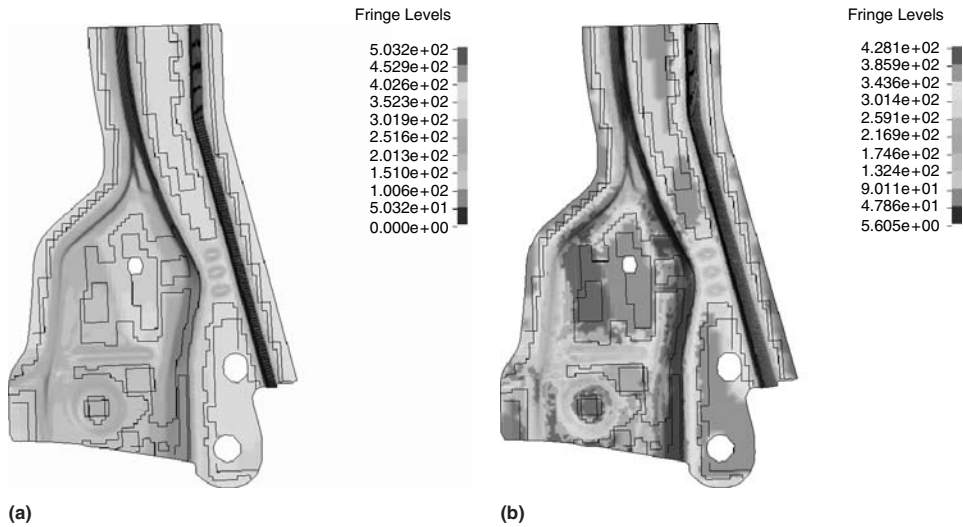 Fringe Levels
5.032e+02
4.529e+02
4.026e+02
3.523e+02
3.019e+02
2.516e+02
2.013e+02
1.510e+02
1.006e+02
5.032e+01
0.000e+00
Fringe Levels
4.281e+02
3.859e+02
3.436e+02
3.014e+02
2.591e+02
2.169e+02
1.746e+02
1.324e+02
9.011e+01
4.786e+01
5.605e+00
(a)
(b)